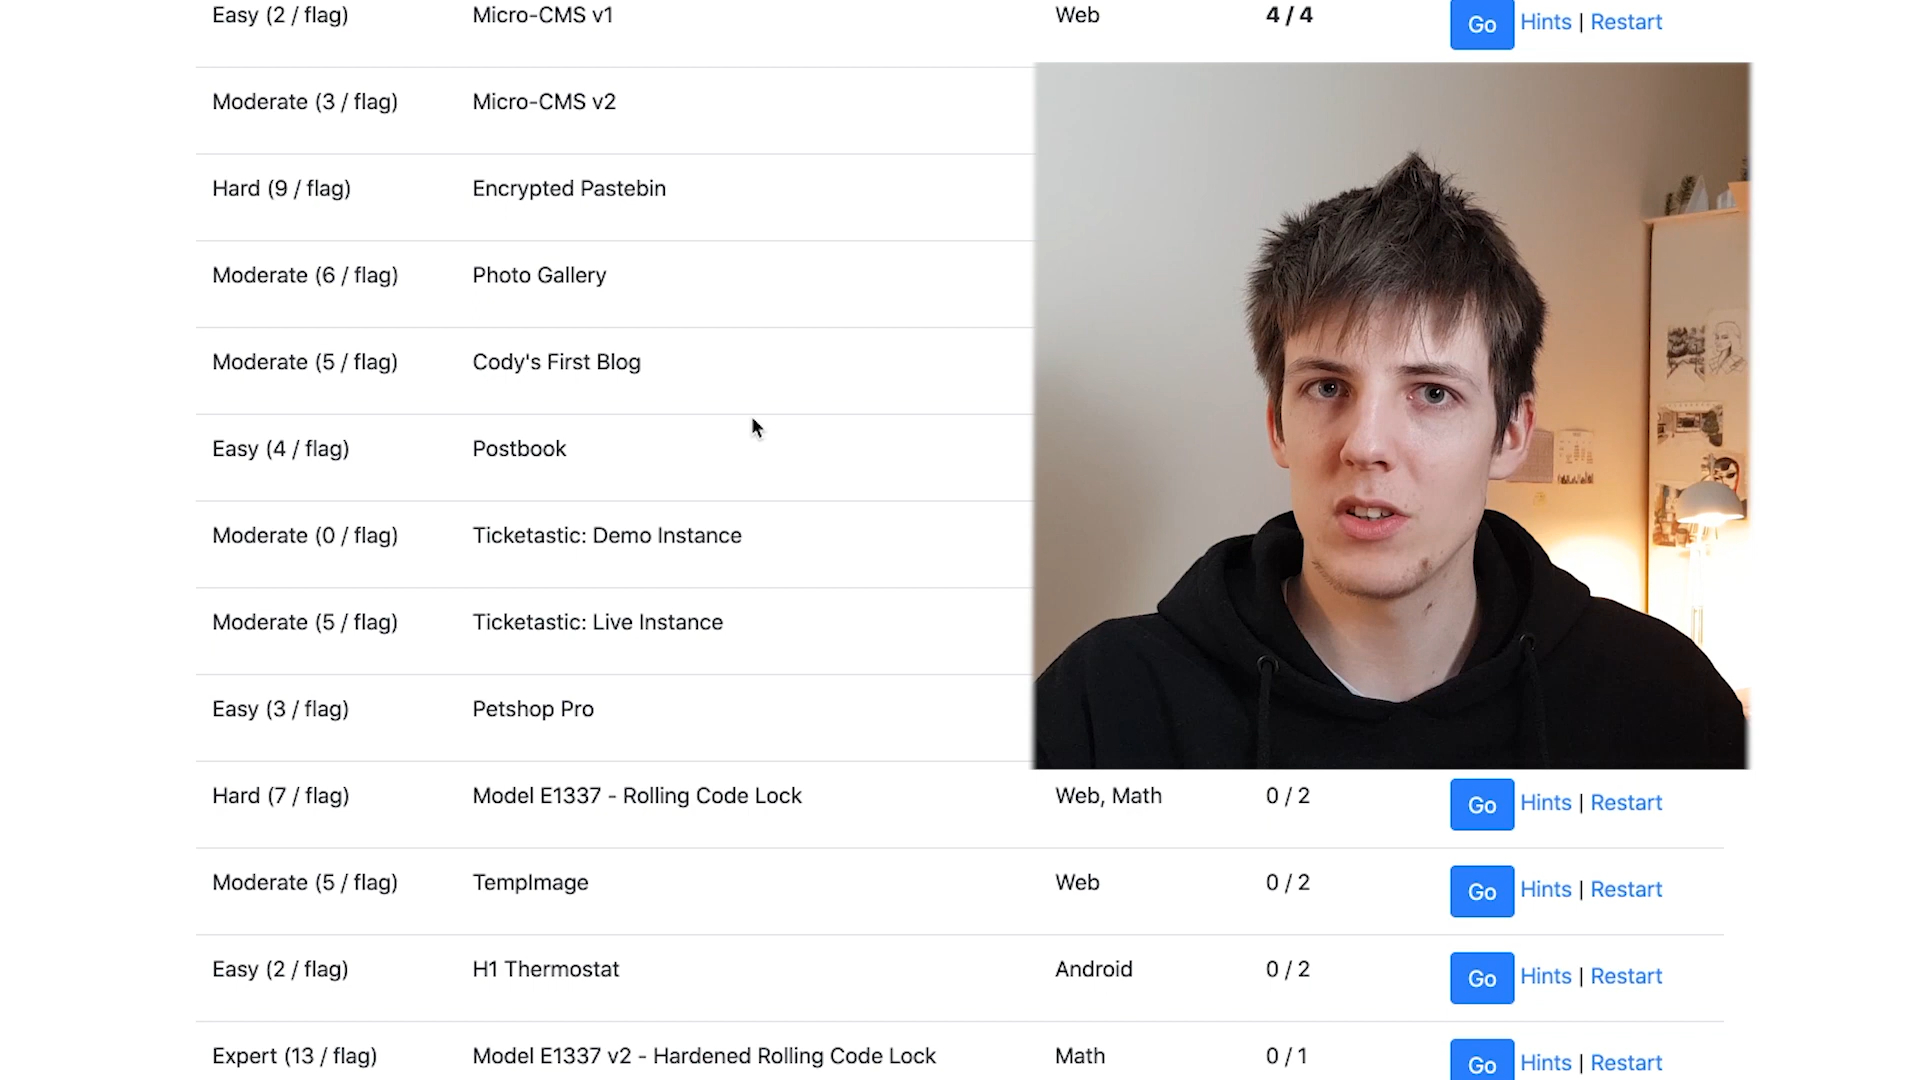 Easy (2 / flag) Micro-CMS v1 Web 4 / 4 Go Hints | Restart
Moderate (3 / flag) Micro-CMS v2
Hard (9 / flag) Encrypted Pastebin
Moderate (6 / flag) Photo Gallery
Moderate (5 / flag) Cody's First Blog
Easy (4 / flag) Postbook
Moderate (0 / flag) Ticketastic: Demo Instance
Moderate (5 / flag) Ticketastic: Live Instance
Easy (3 / flag) Petshop Pro
Hard (7 / flag) Model E1337 - Rolling Code Lock Web, Math 0 / 2 Go Hints | Restart
Moderate (5 / flag) TempImage Web 0 / 2 Go Hints | Restart
Easy (2 / flag) H1 Thermostat Android 0 / 2 Go Hints | Restart
Expert (13 / flag) Model E1337 v2 - Hardened Rolling Code Lock Math 0 / 1 Go Hints | Restart